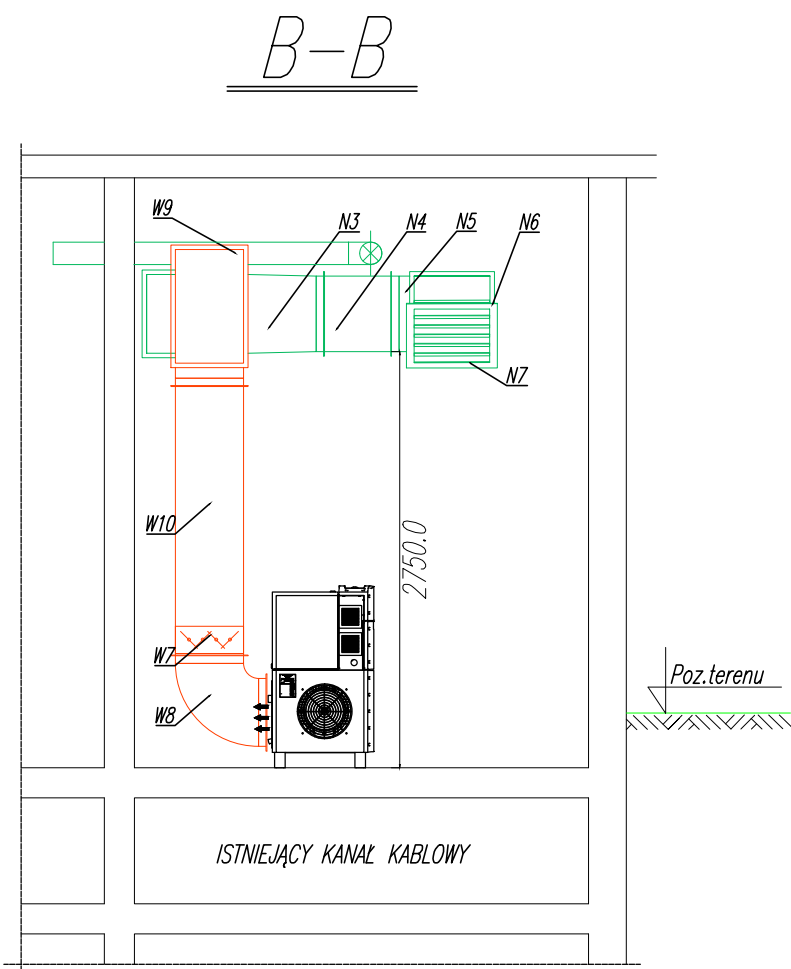 B-B
W9
N3
N4
N5
N6
N7
W10
2750.0
W7
Poz.terenu
W8
ISTNIEJĄCY KANAŁ KABLOWY